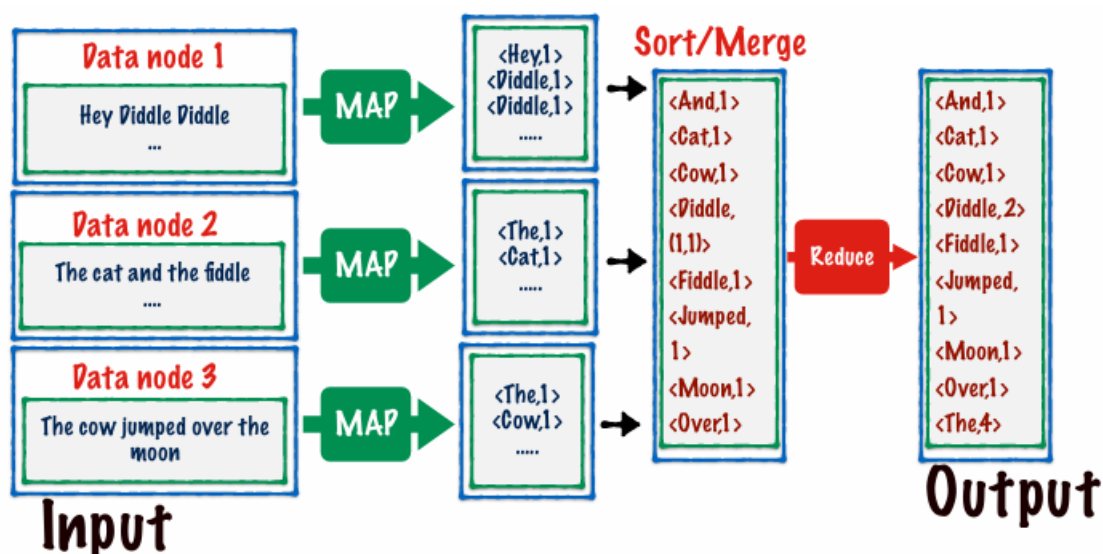 Data node 1
Hey Diddle Diddle
...
MAP
<Hey,1>
<Diddle,1>
<Diddle,1>
.....
Data node 2
The cat and the fiddle
....
MAP
<The,1>
<Cat,1>
.....
Data node 3
The cow jumped over the
moon
MAP
<The,1>
<Cow,1>
.....
Input
Sort/Merge
<And,1>
<Cat,1>
<Cow,1>
<Diddle,
(1,1)>
<Fiddle,1>
<Jumped,
1>
<Moon,1>
<Over,1>
Reduce
<And,1>
<Cat,1>
<Cow,1>
<Diddle,2>
<Fiddle,1>
<Jumped,
1>
<Moon,1>
<Over,1>
<The,4>
Output